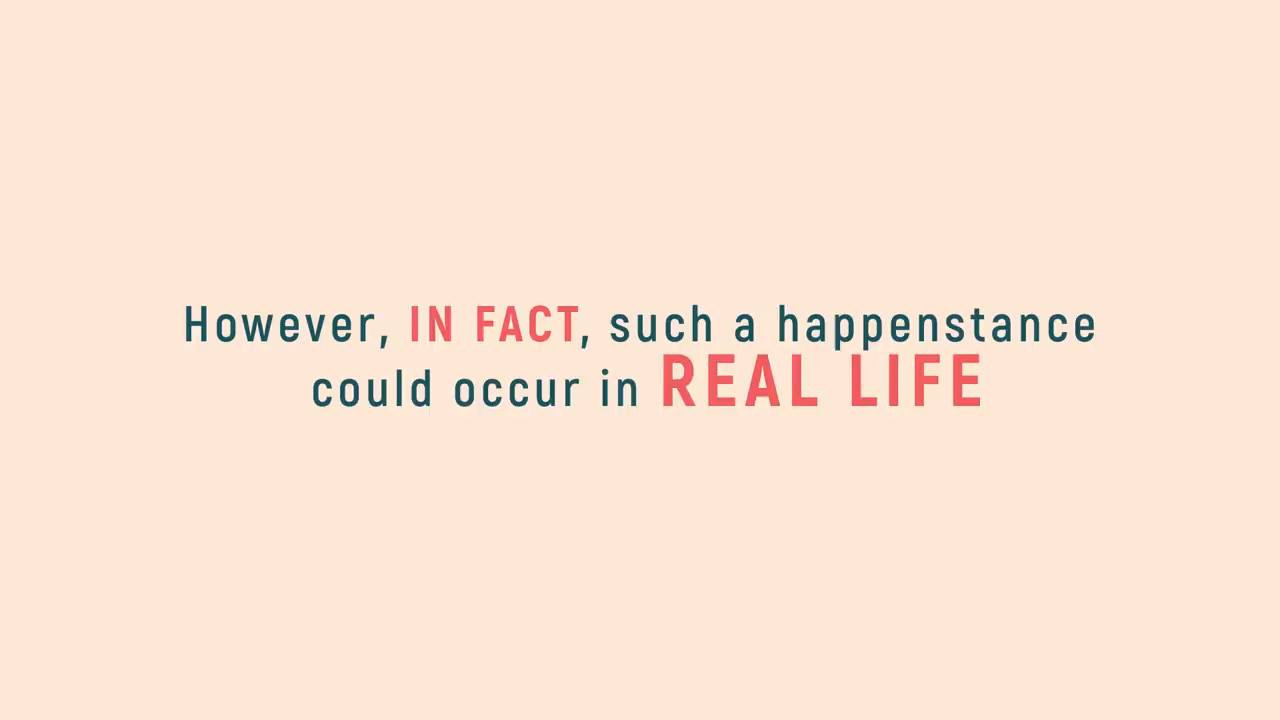 However, IN FACT, such a happenstance
could occur in REAL LIFE